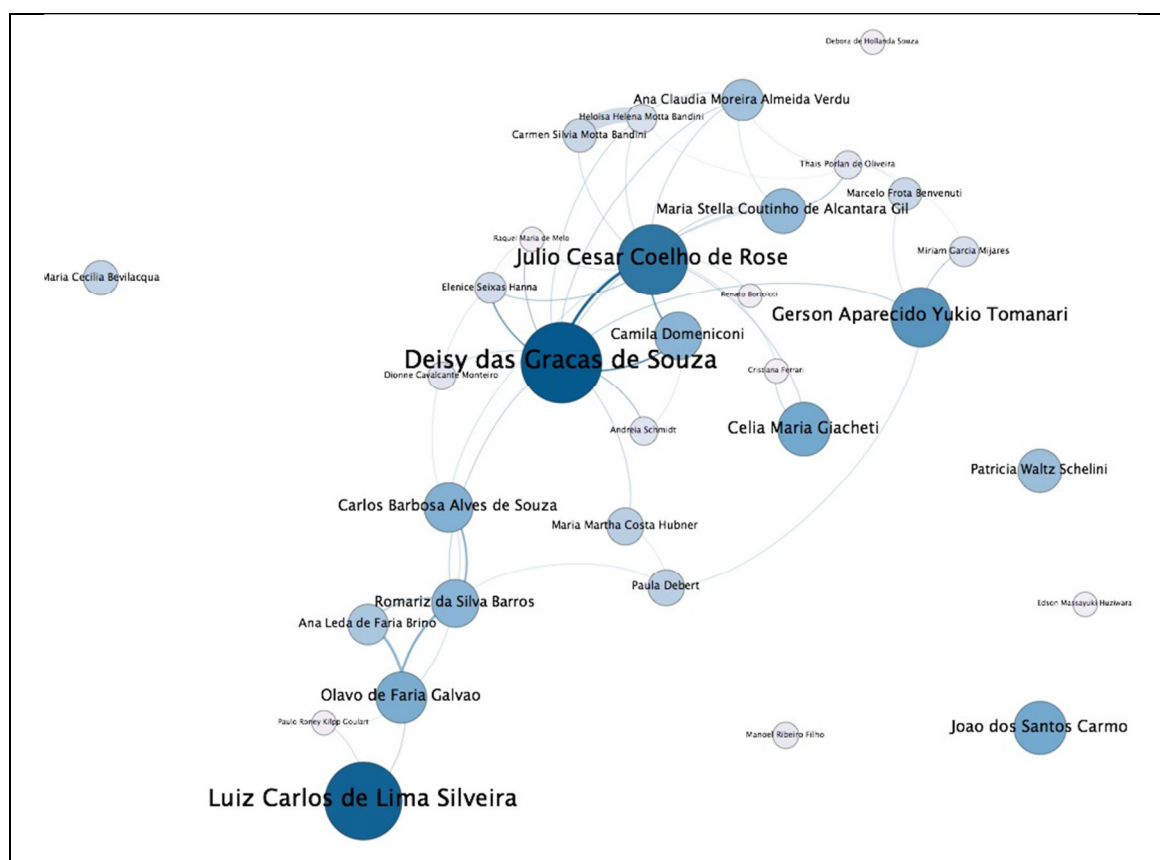 Debora de Hollanda Souza
Ana Claudia Moreira Almeida Verdu
Heloisa Helena Motta Bandini
Carmen Silvia Motta Bandini
Thais Porlan de Oliveira
Marcelo Frota Benvenuti
Maria Stella Coutinho de Alcantara Gil
Raquel Maria de Melo
Miriam Garcia Mijares
Julio Cesar Coelho de Rose
Maria Cecilia Bevilacqua
Elenice Seixas Hanna
Renato Bortoloti
Gerson Aparecido Yukio Tomanari
Camila Domeniconi
Deisy das Gracas de Souza
Dionne Cavalcante Monteiro
Cristiana Ferrari
Andreia Schmidt
Celia Maria Giacheti
Patricia Waltz Schelini
Carlos Barbosa Alves de Souza
Maria Martha Costa Hubner
Paula Debert
Romariz da Silva Barros
Edson Massayuki Huziwara
Ana Leda de Faria Brino
Olavo de Faria Galvao
Paulo Roney Kilpp Goulart
Joao dos Santos Carmo
Manoel Ribeiro Filho
Luiz Carlos de Lima Silveira